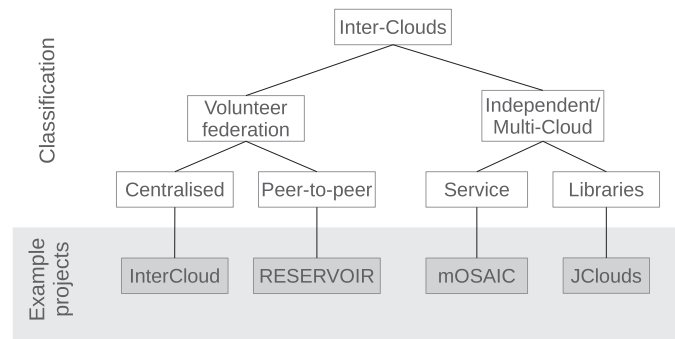 Inter-Clouds
Classification
Volunteer
federation
Independent/
Multi-Cloud
Centralised
Peer-to-peer
Service
Libraries
Example
projects
InterCloud
RESERVOIR
mOSAIC
JClouds